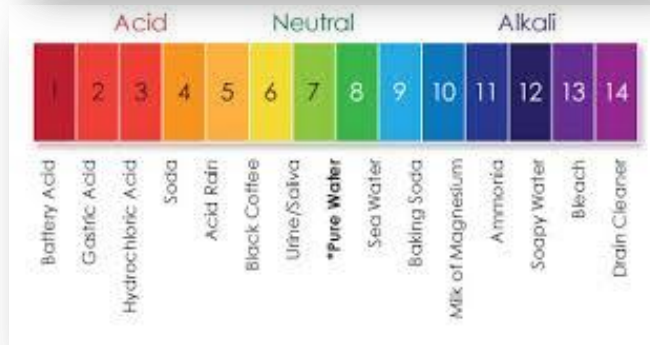 Acid Neutral Alkali
1 2 3 4 5 6 7 8 9 10 11 12 13 14
Battery Acid
Gastric Acid
Hydrochloric Acid
Soda
Acid Rain
Black Coffee
Urine/Saliva
*Pure Water
Sea Water
Baking Soda
Milk of Magnesium
Ammonia
Soapy Water
Bleach
Drain Cleaner